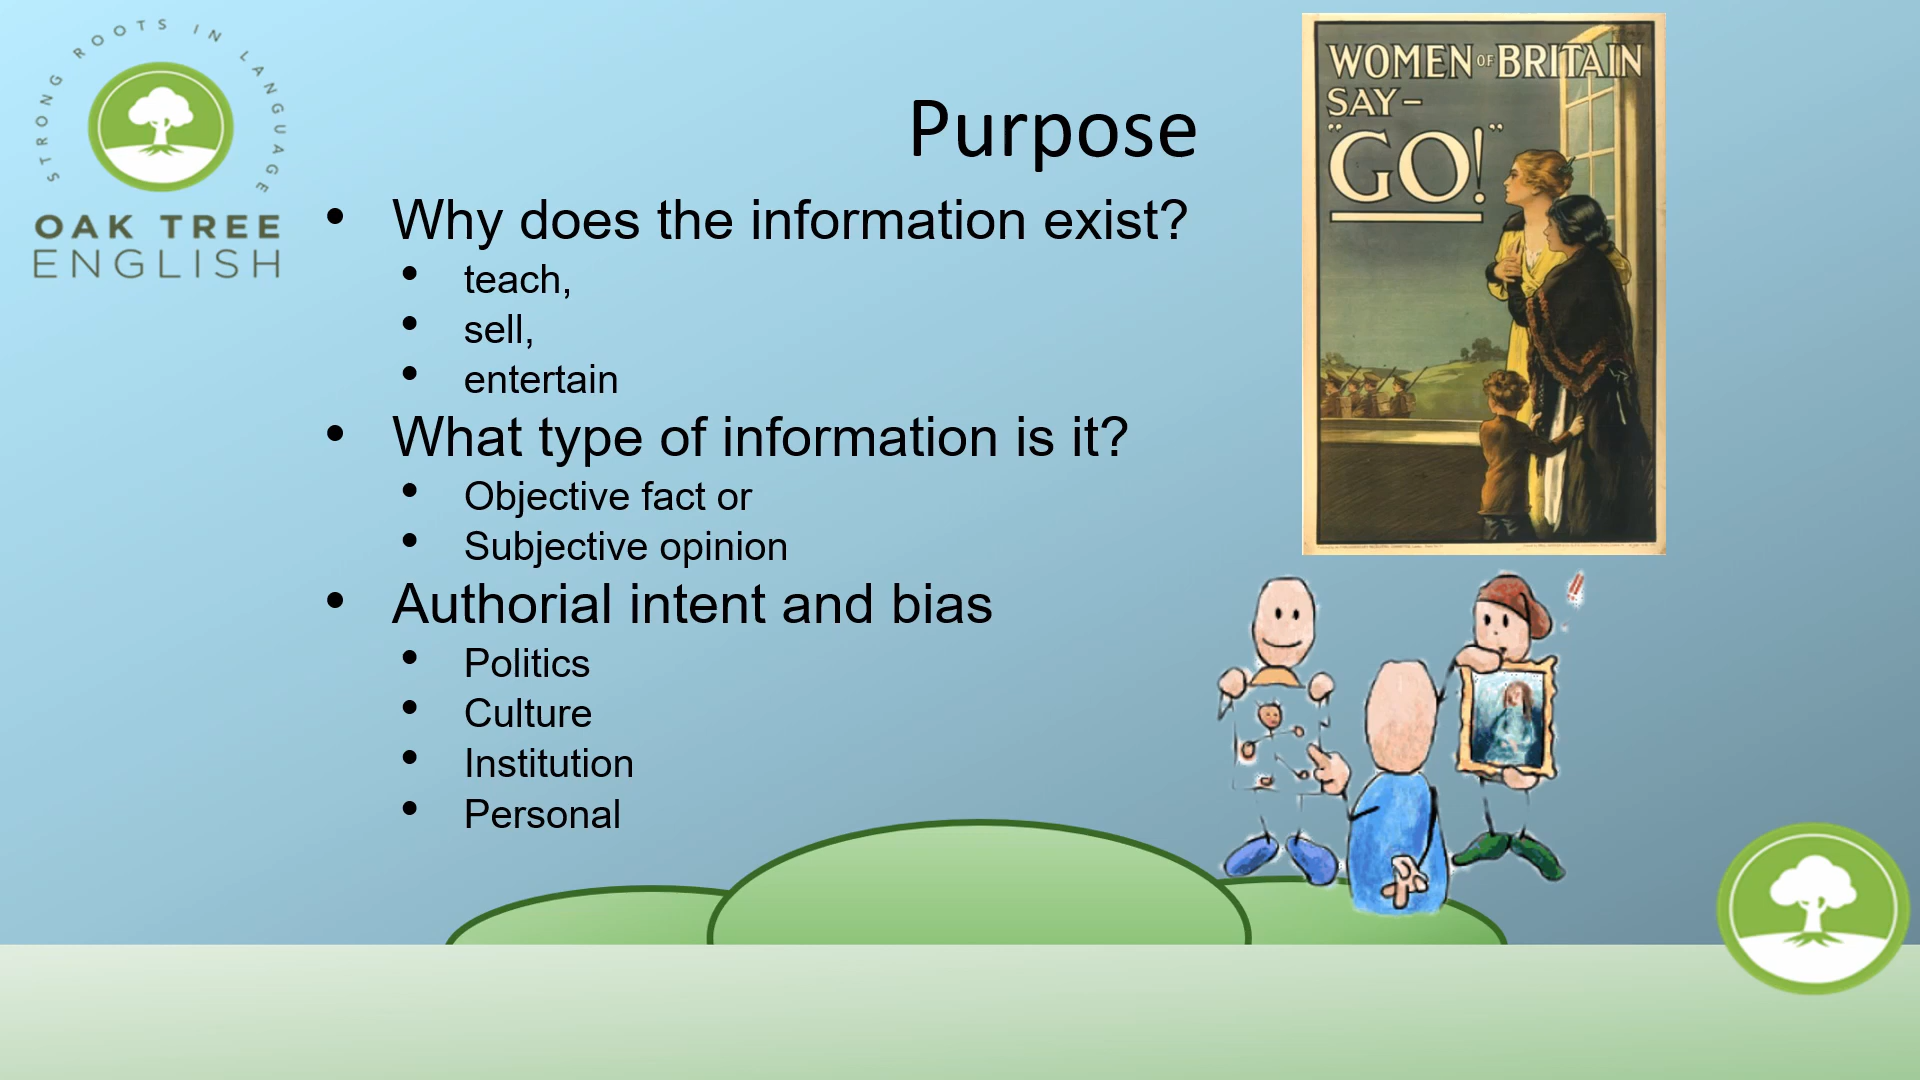 STRONG ROOTS IN LANGUAGE
OAK TREE
ENGLISH
Purpose
• Why does the information exist?
• teach,
• sell,
• entertain
• What type of information is it?
• Objective fact or
• Subjective opinion
• Authorial intent and bias
• Politics
• Culture
• Institution
• Personal
WOMEN OF BRITAIN
SAY–
"GO!"